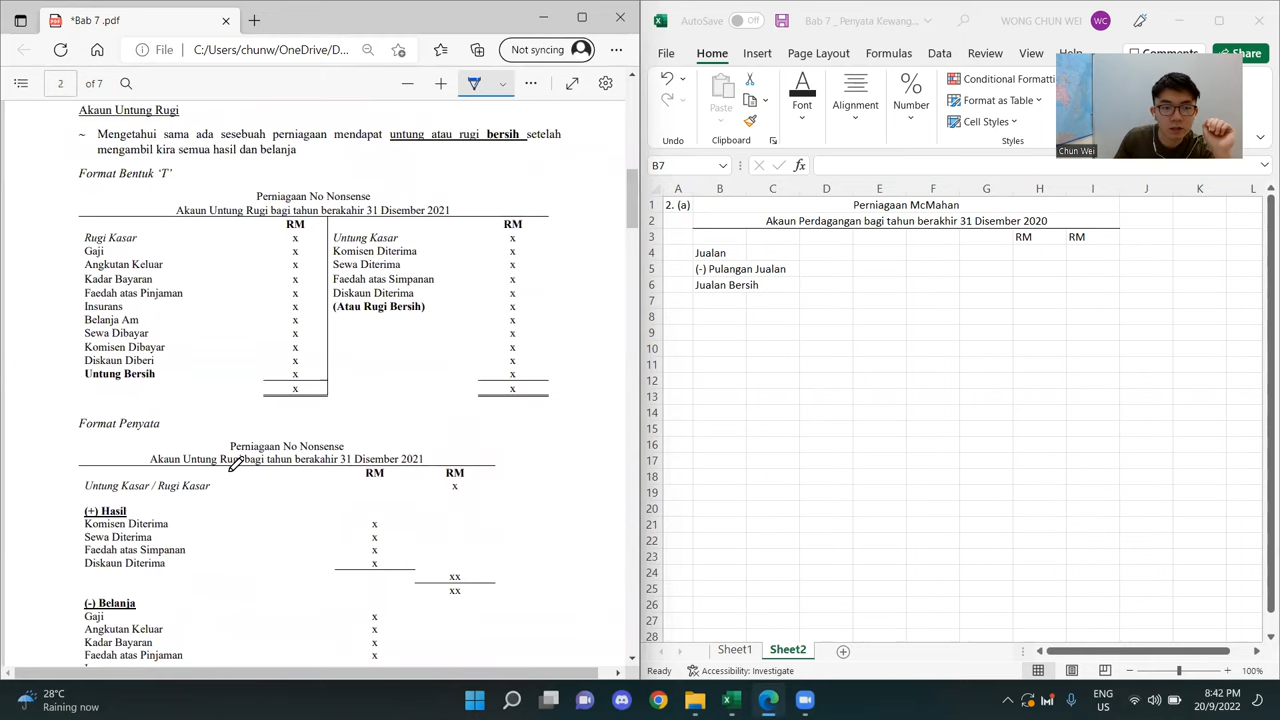 *Bab 7 .pdf
File
C:/Users/chunw/OneDrive/D...
Not syncing
2 of 7
Akaun Untung Rugi
~ Mengetahui sama ada sesebuah perniagaan mendapat untung atau rugi bersih setelah
mengambil kira semua hasil dan belanja
Format Bentuk ‘T’
Perniagaan No Nonsense
Akaun Untung Rugi bagi tahun berakahir 31 Disember 2021
RM RM
Rugi Kasar x Untung Kasar x
Gaji x Komisen Diterima x
Angkutan Keluar x Sewa Diterima x
Kadar Bayaran x Faedah atas Simpanan x
Faedah atas Pinjaman x Diskaun Diterima x
Insurans x (Atau Rugi Bersih) x
Belanja Am x x
Sewa Dibayar x x
Komisen Dibayar x x
Diskaun Diberi x x
Untung Bersih x x
x x
Format Penyata
Perniagaan No Nonsense
Akaun Untung Rugi bagi tahun berakahir 31 Disember 2021
RM RM
Untung Kasar / Rugi Kasar x
(+) Hasil
Komisen Diterima x
Sewa Diterima x
Faedah atas Simpanan x
Diskaun Diterima x
xx
xx
(-) Belanja
Gaji x
Angkutan Keluar x
Kadar Bayaran x
Faedah atas Pinjaman x
AutoSave Off
Bab 7 _ Penyata Kewang...
WONG CHUN WEI WC
File Home Insert Page Layout Formulas Data Review View Help Comments Share
Paste
Clipboard
Font
Alignment
Number
Conditional Formatti
Format as Table
Cell Styles
Styles
Chun Wei
B7
fx
A B C D E F G H I J K L
1 2. (a) Perniagaan McMahan
2 Akaun Perdagangan bagi tahun berakhir 31 Disember 2020
3 RM RM
4 Jualan
5 (-) Pulangan Jualan
6 Jualan Bersih
7
8
9
10
11
12
13
14
15
16
17
18
19
20
21
22
23
24
25
26
27
28
Sheet1 Sheet2
Ready Accessibility: Investigate 100%
28°C
Raining now
ENG
US
8:42 PM
20/9/2022